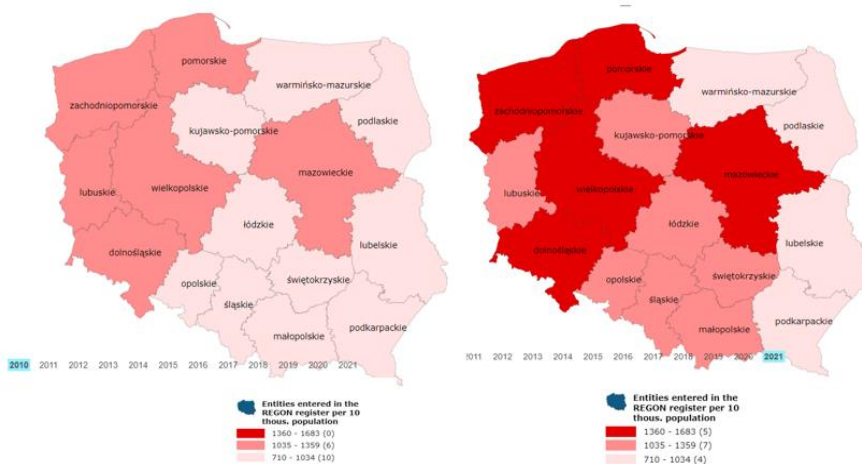 pomorskie
warmińsko-mazurskie
zachodniopomorskie
podlaskie
kujawsko-pomorskie
mazowieckie
lubuskie
wielkopolskie
łódzkie
lubelskie
dolnośląskie
opolskie
świętokrzyskie
śląskie
podkarpackie
małopolskie
2010 2011 2012 2013 2014 2015 2016 2017 2018 2019 2020 2021
Entities entered in the
REGON register per 10
thous. population
1360 - 1683 (0)
1035 - 1359 (6)
710 - 1034 (10)
pomorskie
warmińsko-mazurskie
zachodniopomorskie
podlaskie
kujawsko-pomorskie
mazowieckie
lubuskie
wielkopolskie
łódzkie
lubelskie
dolnośląskie
opolskie
świętokrzyskie
śląskie
podkarpackie
małopolskie
2011 2012 2013 2014 2015 2016 2017 2018 2019 2020 2021
Entities entered in the
REGON register per 10
thous. population
1360 - 1683 (5)
1035 - 1359 (7)
710 - 1034 (4)